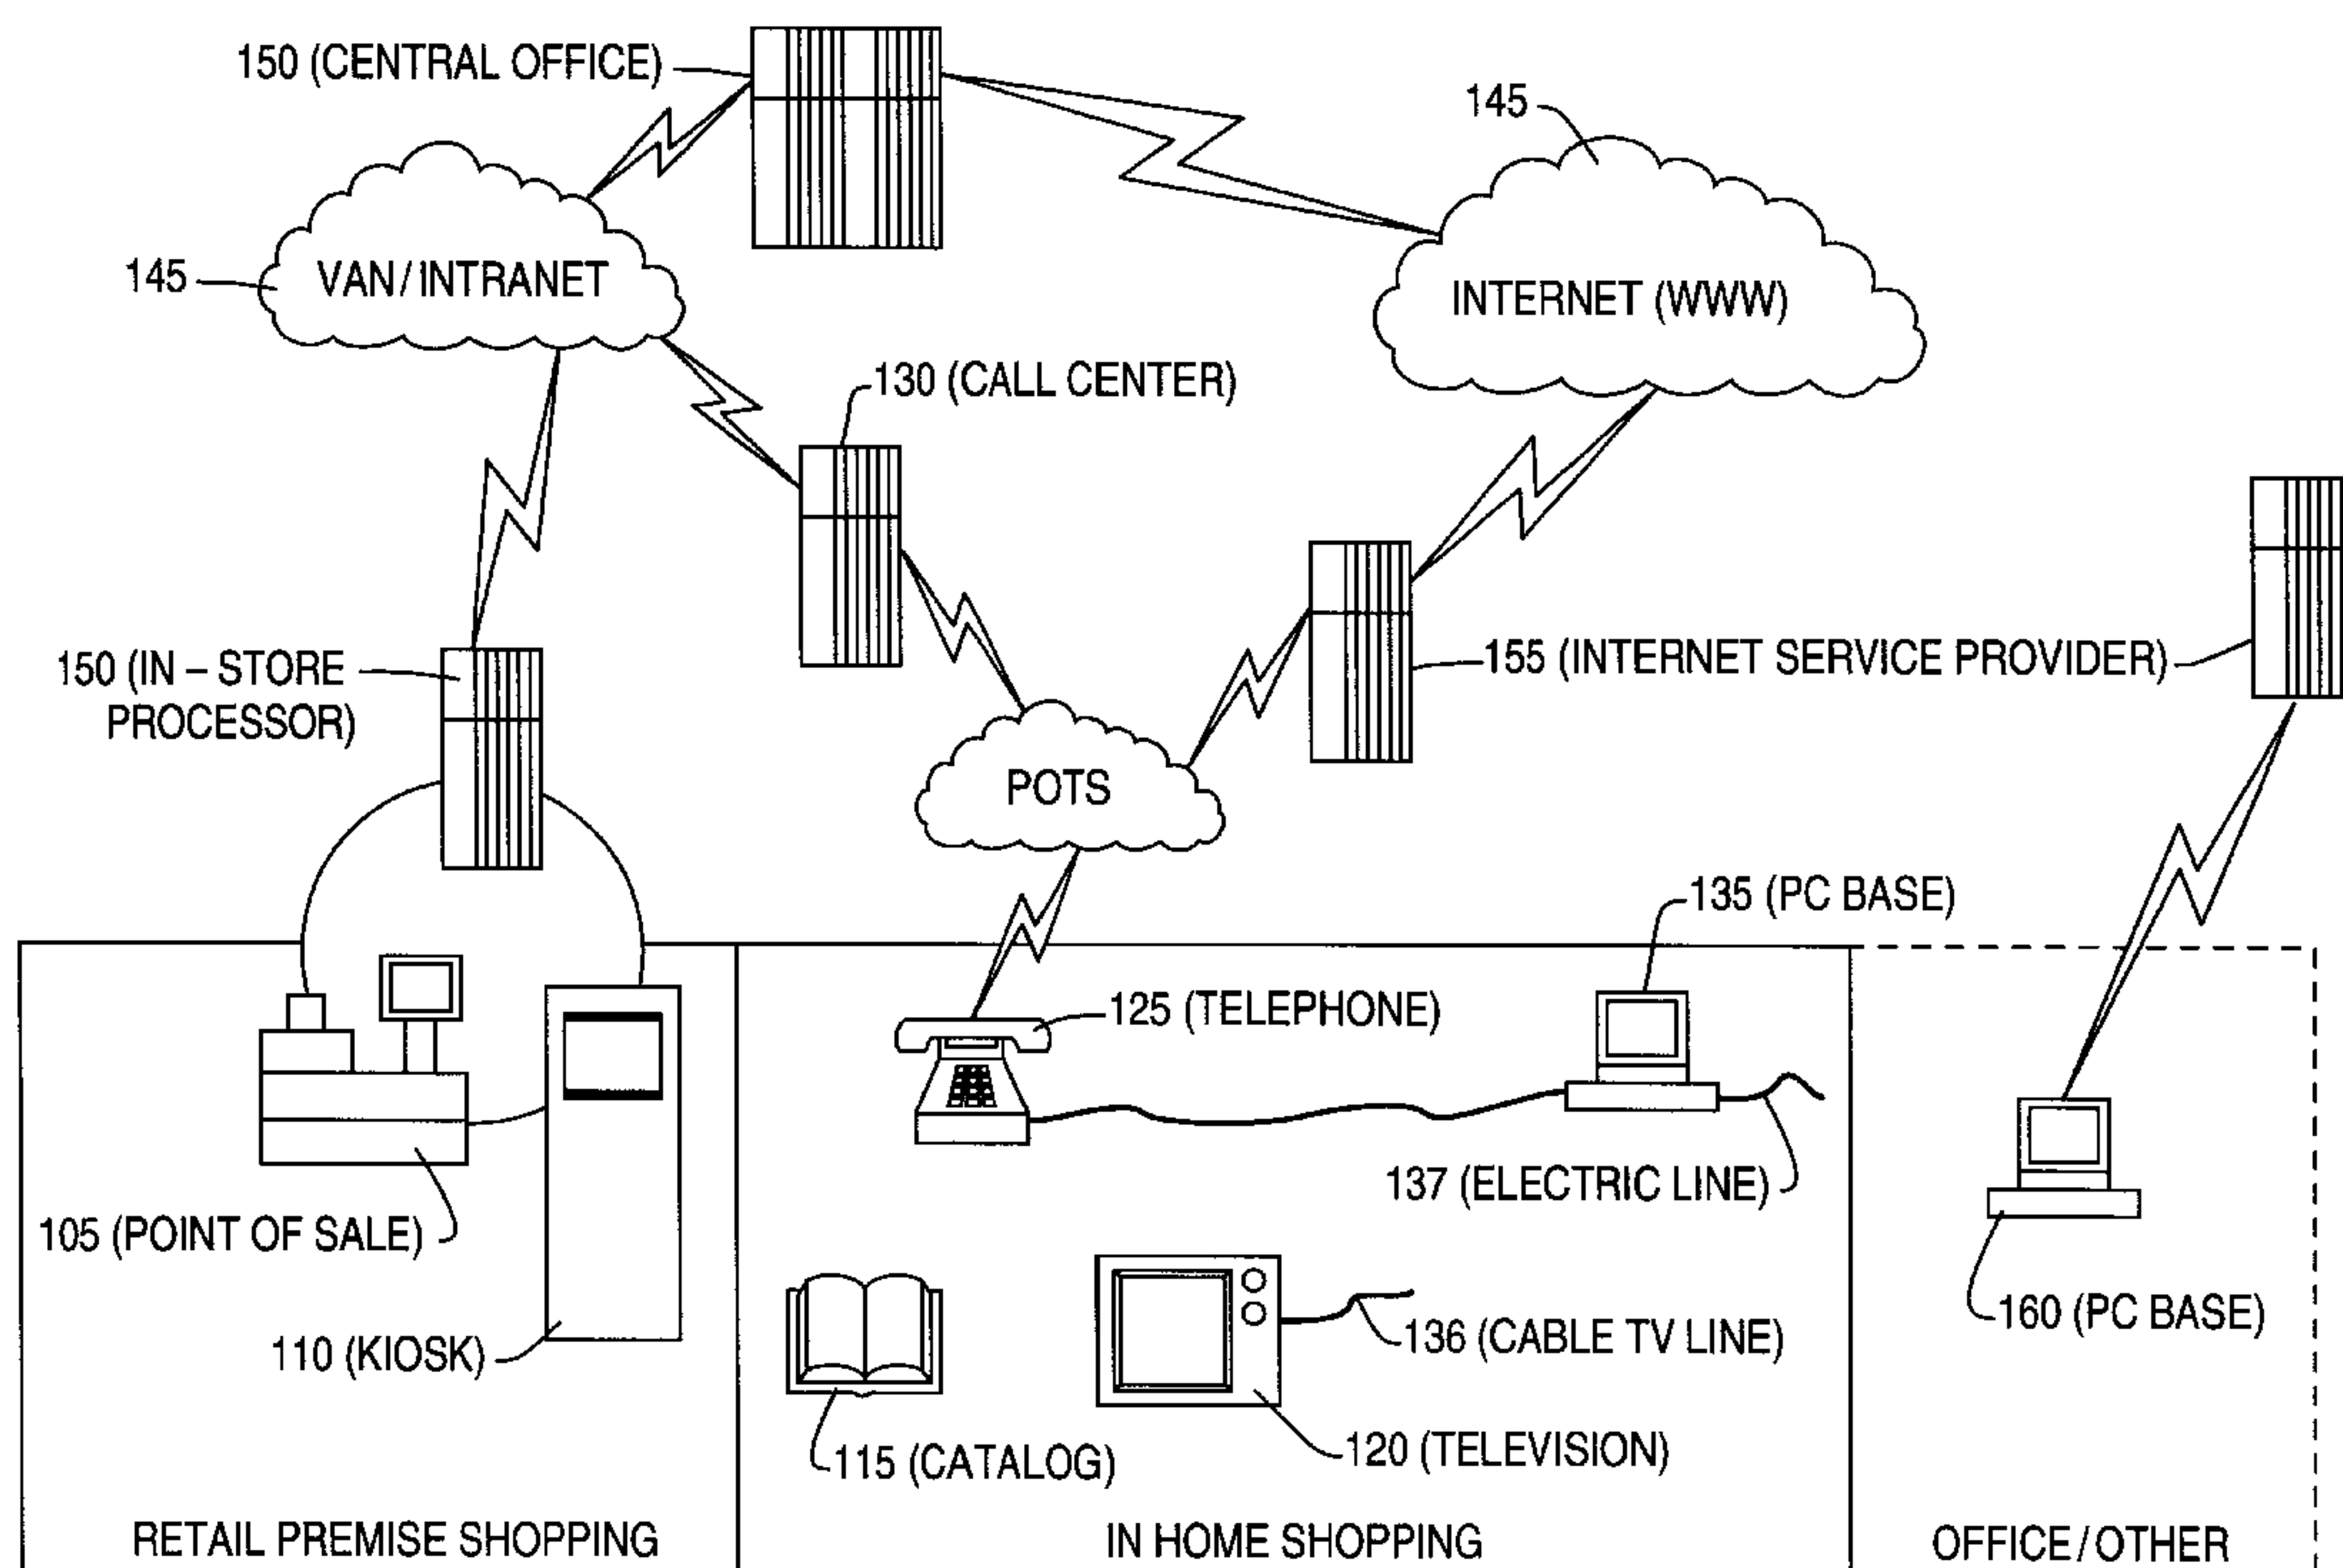 150 (CENTRAL OFFICE)
145
145
VAN/INTRANET
INTERNET (WWW)
130 (CALL CENTER)
150 (IN – STORE
PROCESSOR)
155 (INTERNET SERVICE PROVIDER)
POTS
135 (PC BASE)
125 (TELEPHONE)
137 (ELECTRIC LINE)
105 (POINT OF SALE)
160 (PC BASE)
136 (CABLE TV LINE)
110 (KIOSK)
120 (TELEVISION)
115 (CATALOG)
RETAIL PREMISE SHOPPING
IN HOME SHOPPING
OFFICE/OTHER